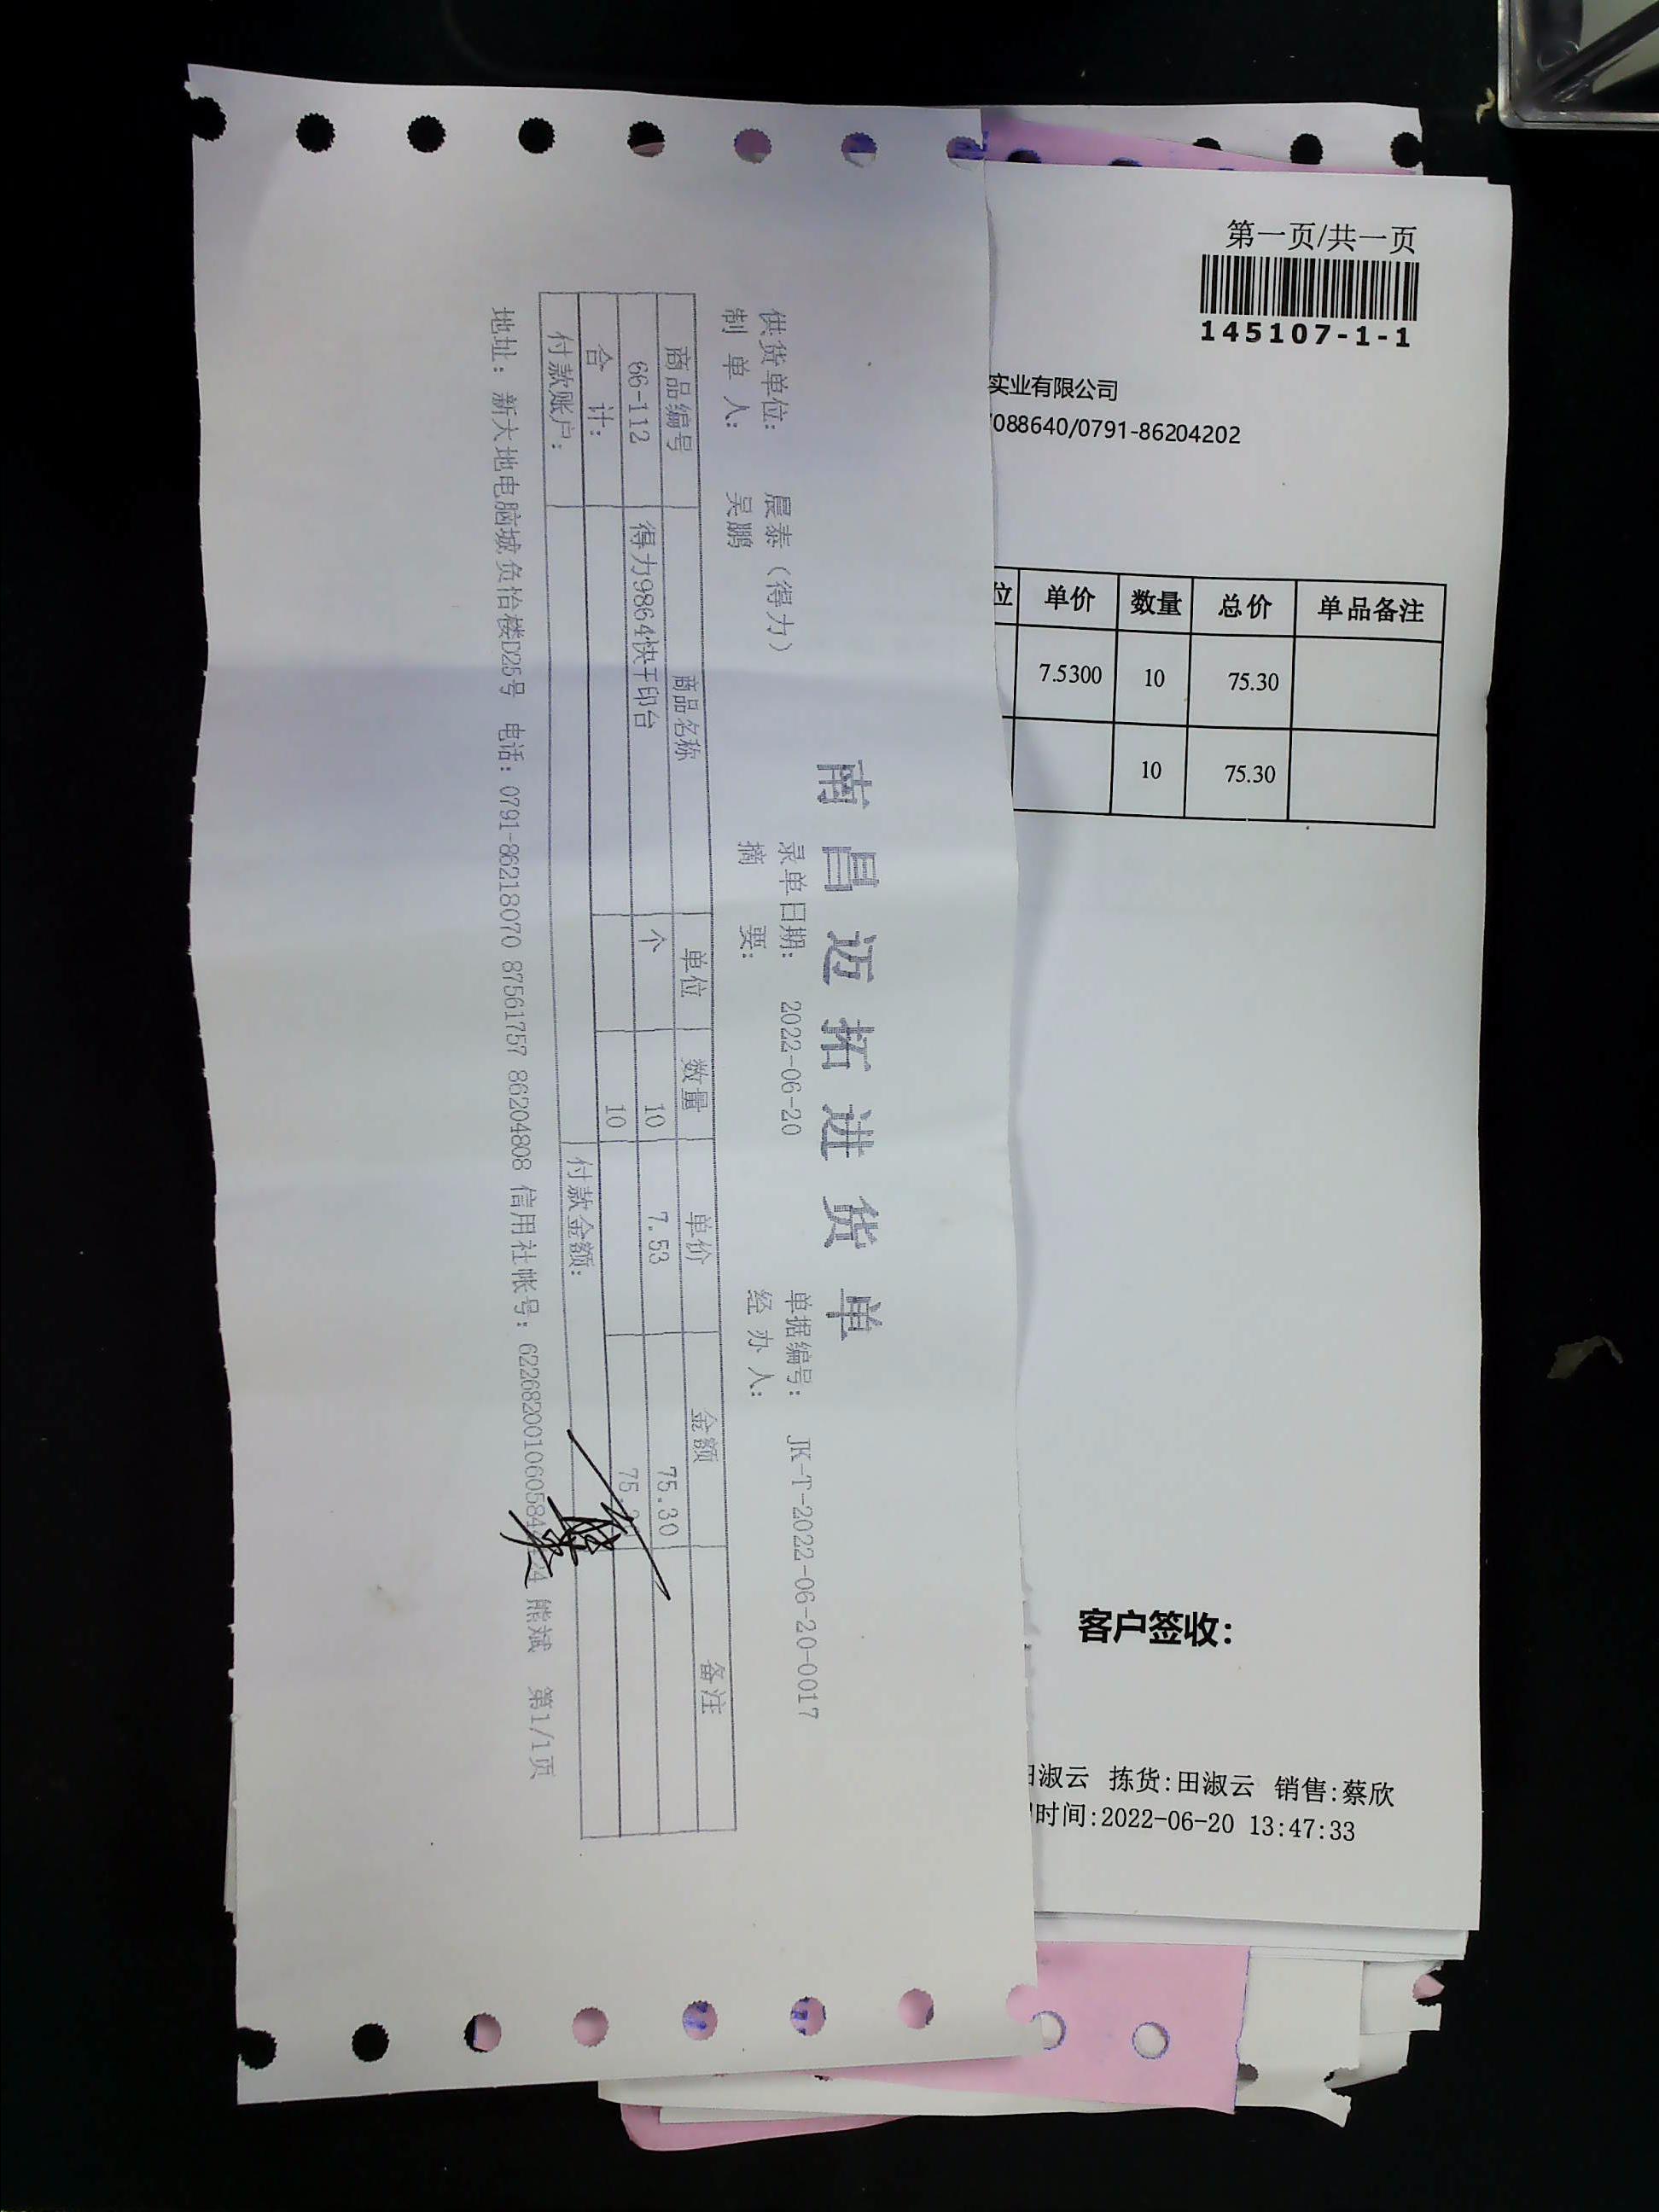 南昌迈拓进货单
供货单位： 晨泰（得力） 录单日期： 2022-06-20 单据编号： JK-T-2022-06-20-0017
制 单 人： 吴鹏 摘 要： 经 办 人：
商品编号 商品名称 单位 数量 单价 金额 备注
66-112 得力9864快干印台 个 10 7.53 75.30
合 计： 10
付款账户： 付款金额：
地址： 新大地电脑城负怡楼D25号 电话：0791-86218070 87561757 86204808 信用社帐号： 熊斌 第1/1页
第一页/共一页
145107-1-1
实业有限公司
088640/0791-86204202
位 单价 数量 总价 单品备注
7.5300 10 75.30
10 75.30
客户签收:
淑云 拣货:田淑云 销售:蔡欣
时间:2022-06-20 13:47:33